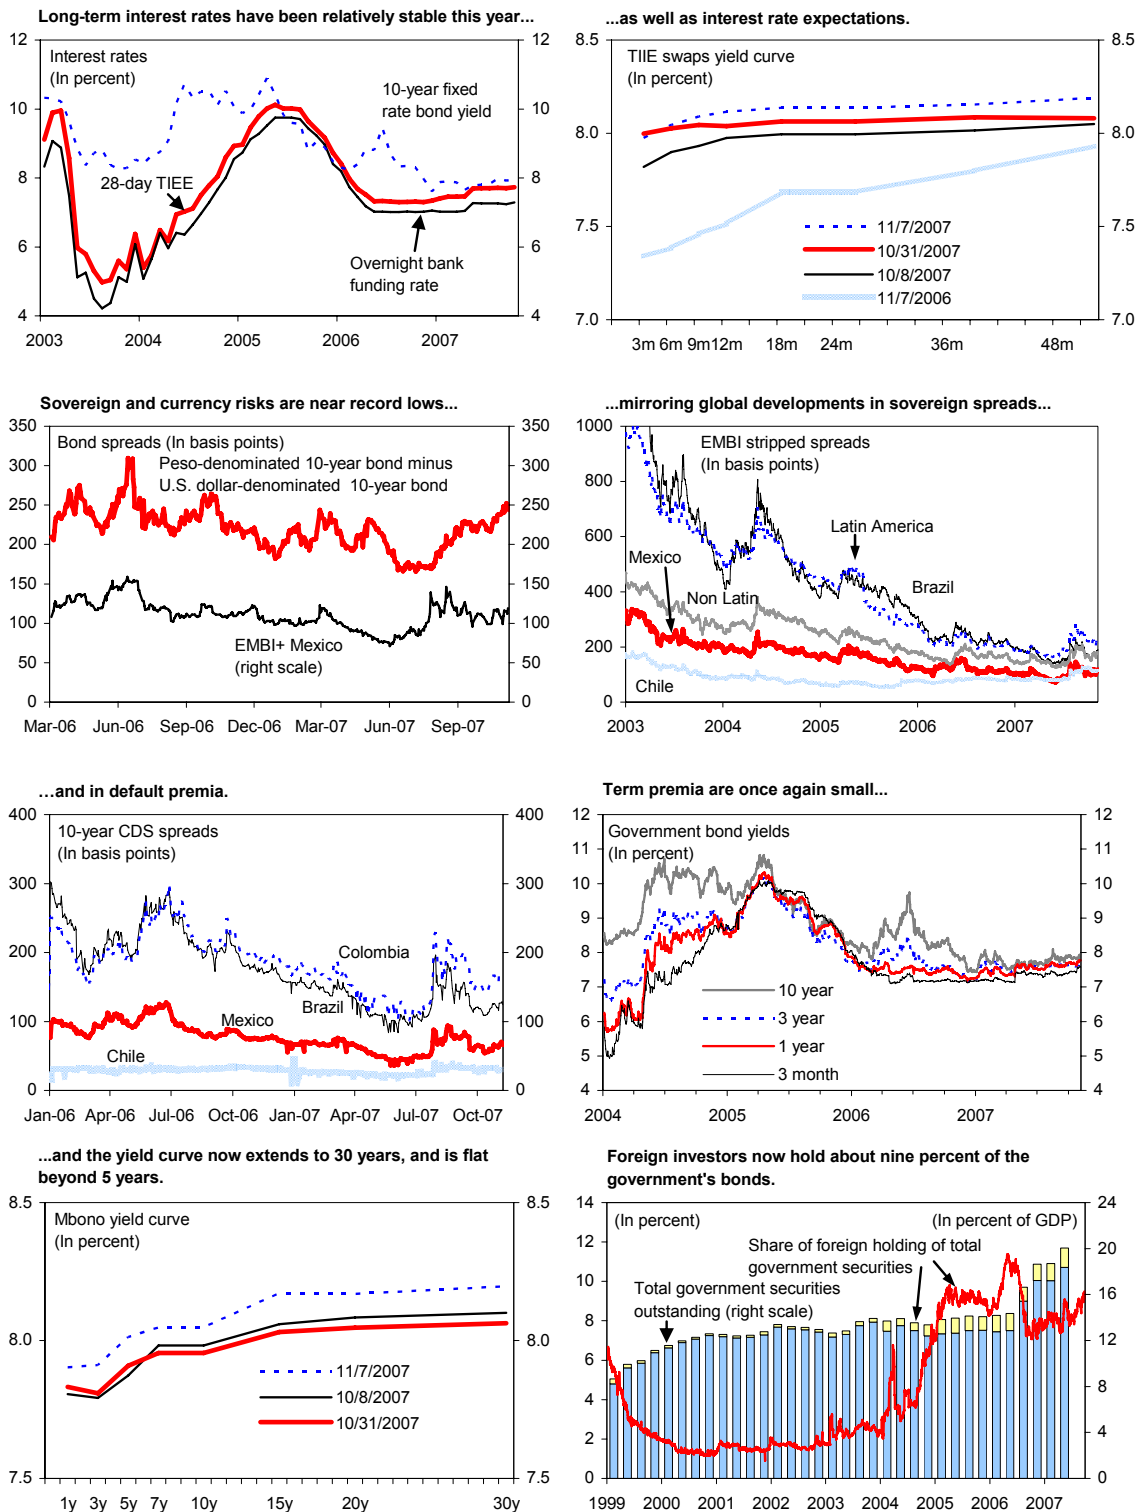 Long-term interest rates have been relatively stable this year...
12
10
8
6
4
Interest rates
(In percent)
10-year fixed
rate bond yield
28-day TIEE
Overnight bank
funding rate
12
10
8
6
4
2003 2004 2005 2006 2007
...as well as interest rate expectations.
8.5
8.0
7.5
7.0
TIIE swaps yield curve
(In percent)
11/7/2007
10/31/2007
10/8/2007
11/7/2006
8.5
8.0
7.5
7.0
3m 6m 9m 12m 18m 24m 36m 48m
Sovereign and currency risks are near record lows...
350
300
250
200
150
100
50
0
Bond spreads (In basis points)
Peso-denominated 10-year bond minus
U.S. dollar-denominated 10-year bond
EMBI+ Mexico
(right scale)
350
300
250
200
150
100
50
0
Mar-06 Jun-06 Sep-06 Dec-06 Mar-07 Jun-07 Sep-07
...mirroring global developments in sovereign spreads...
1000
800
600
400
200
0
EMBI stripped spreads
(In basis points)
Latin America
Mexico
Brazil
Non Latin
Chile
2003 2004 2005 2006 2007
...and in default premia.
400
300
200
100
0
10-year CDS spreads
(In basis points)
Colombia
Brazil
Mexico
Chile
400
300
200
100
0
Jan-06 Apr-06 Jul-06 Oct-06 Jan-07 Apr-07 Jul-07 Oct-07
Term premia are once again small...
12
11
10
9
8
7
6
5
4
Government bond yields
(In percent)
10 year
3 year
1 year
3 month
12
11
10
9
8
7
6
5
4
2004 2005 2006 2007
...and the yield curve now extends to 30 years, and is flat
beyond 5 years.
8.5
8.0
7.5
Mbono yield curve
(In percent)
11/7/2007
10/8/2007
10/31/2007
8.5
8.0
7.5
1y 3y 5y 7y 10y 15y 20y 30y
Foreign investors now hold about nine percent of the
government's bonds.
14
12
10
8
6
4
2
0
(In percent)
(In percent of GDP)
Share of foreign holding of total
government securities
Total government securities
outstanding (right scale)
24
20
16
12
8
4
0
1999 2000 2001 2002 2003 2004 2005 2006 2007